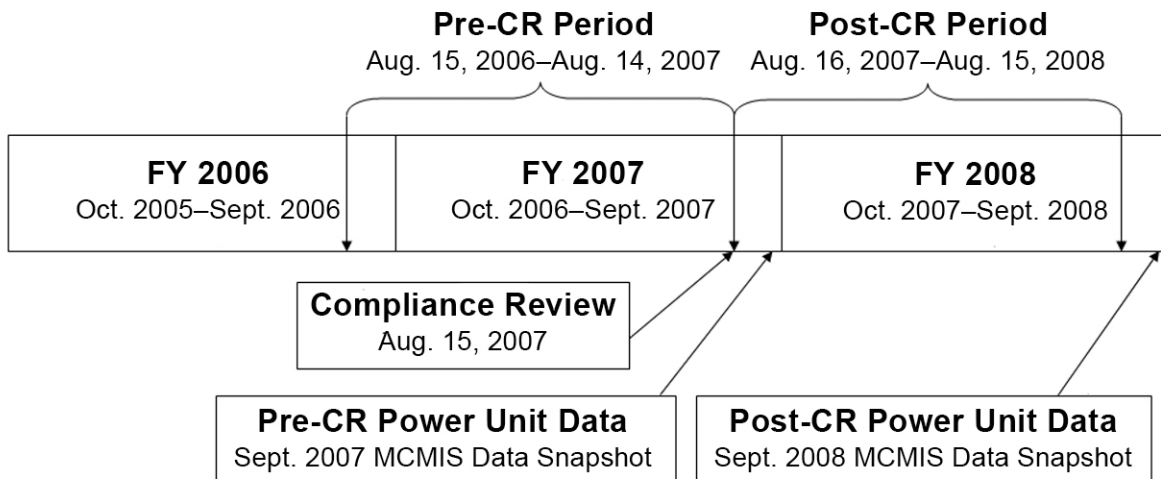 Pre-CR Period
Aug. 15, 2006–Aug. 14, 2007
Post-CR Period
Aug. 16, 2007–Aug. 15, 2008
FY 2006
Oct. 2005–Sept. 2006
FY 2007
Oct. 2006–Sept. 2007
FY 2008
Oct. 2007–Sept. 2008
Compliance Review
Aug. 15, 2007
Pre-CR Power Unit Data
Sept. 2007 MCMIS Data Snapshot
Post-CR Power Unit Data
Sept. 2008 MCMIS Data Snapshot